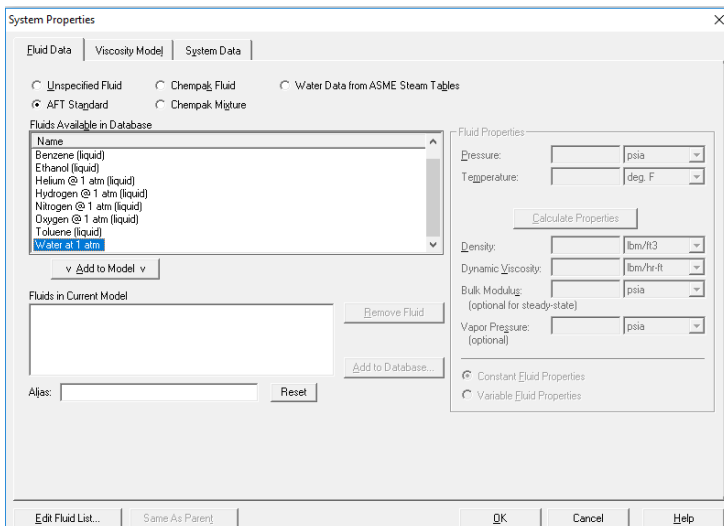 System Properties
Fluid Data Viscosity Model System Data
Unspecified Fluid Chempak Fluid Water Data from ASME Steam Tables
AFT Standard Chempak Mixture
Fluids Available in Database
Name
Benzene (liquid)
Ethanol (liquid)
Helium @ 1 atm (liquid)
Hydrogen @ 1 atm (liquid)
Nitrogen @ 1 atm (liquid)
Oxygen @ 1 atm (liquid)
Toluene (liquid)
Water at 1 atm
v Add to Model v
Fluids in Current Model
Remove Fluid
Add to Database...
Alias:
Reset
Fluid Properties
Pressure: psia
Temperature: deg. F
Calculate Properties
Density: lbm/ft3
Dynamic Viscosity: lbm/hr-ft
Bulk Modulus: psia
(optional for steady-state)
Vapor Pressure: psia
(optional)
Constant Fluid Properties
Variable Fluid Properties
Edit Fluid List... Same As Parent OK Cancel Help